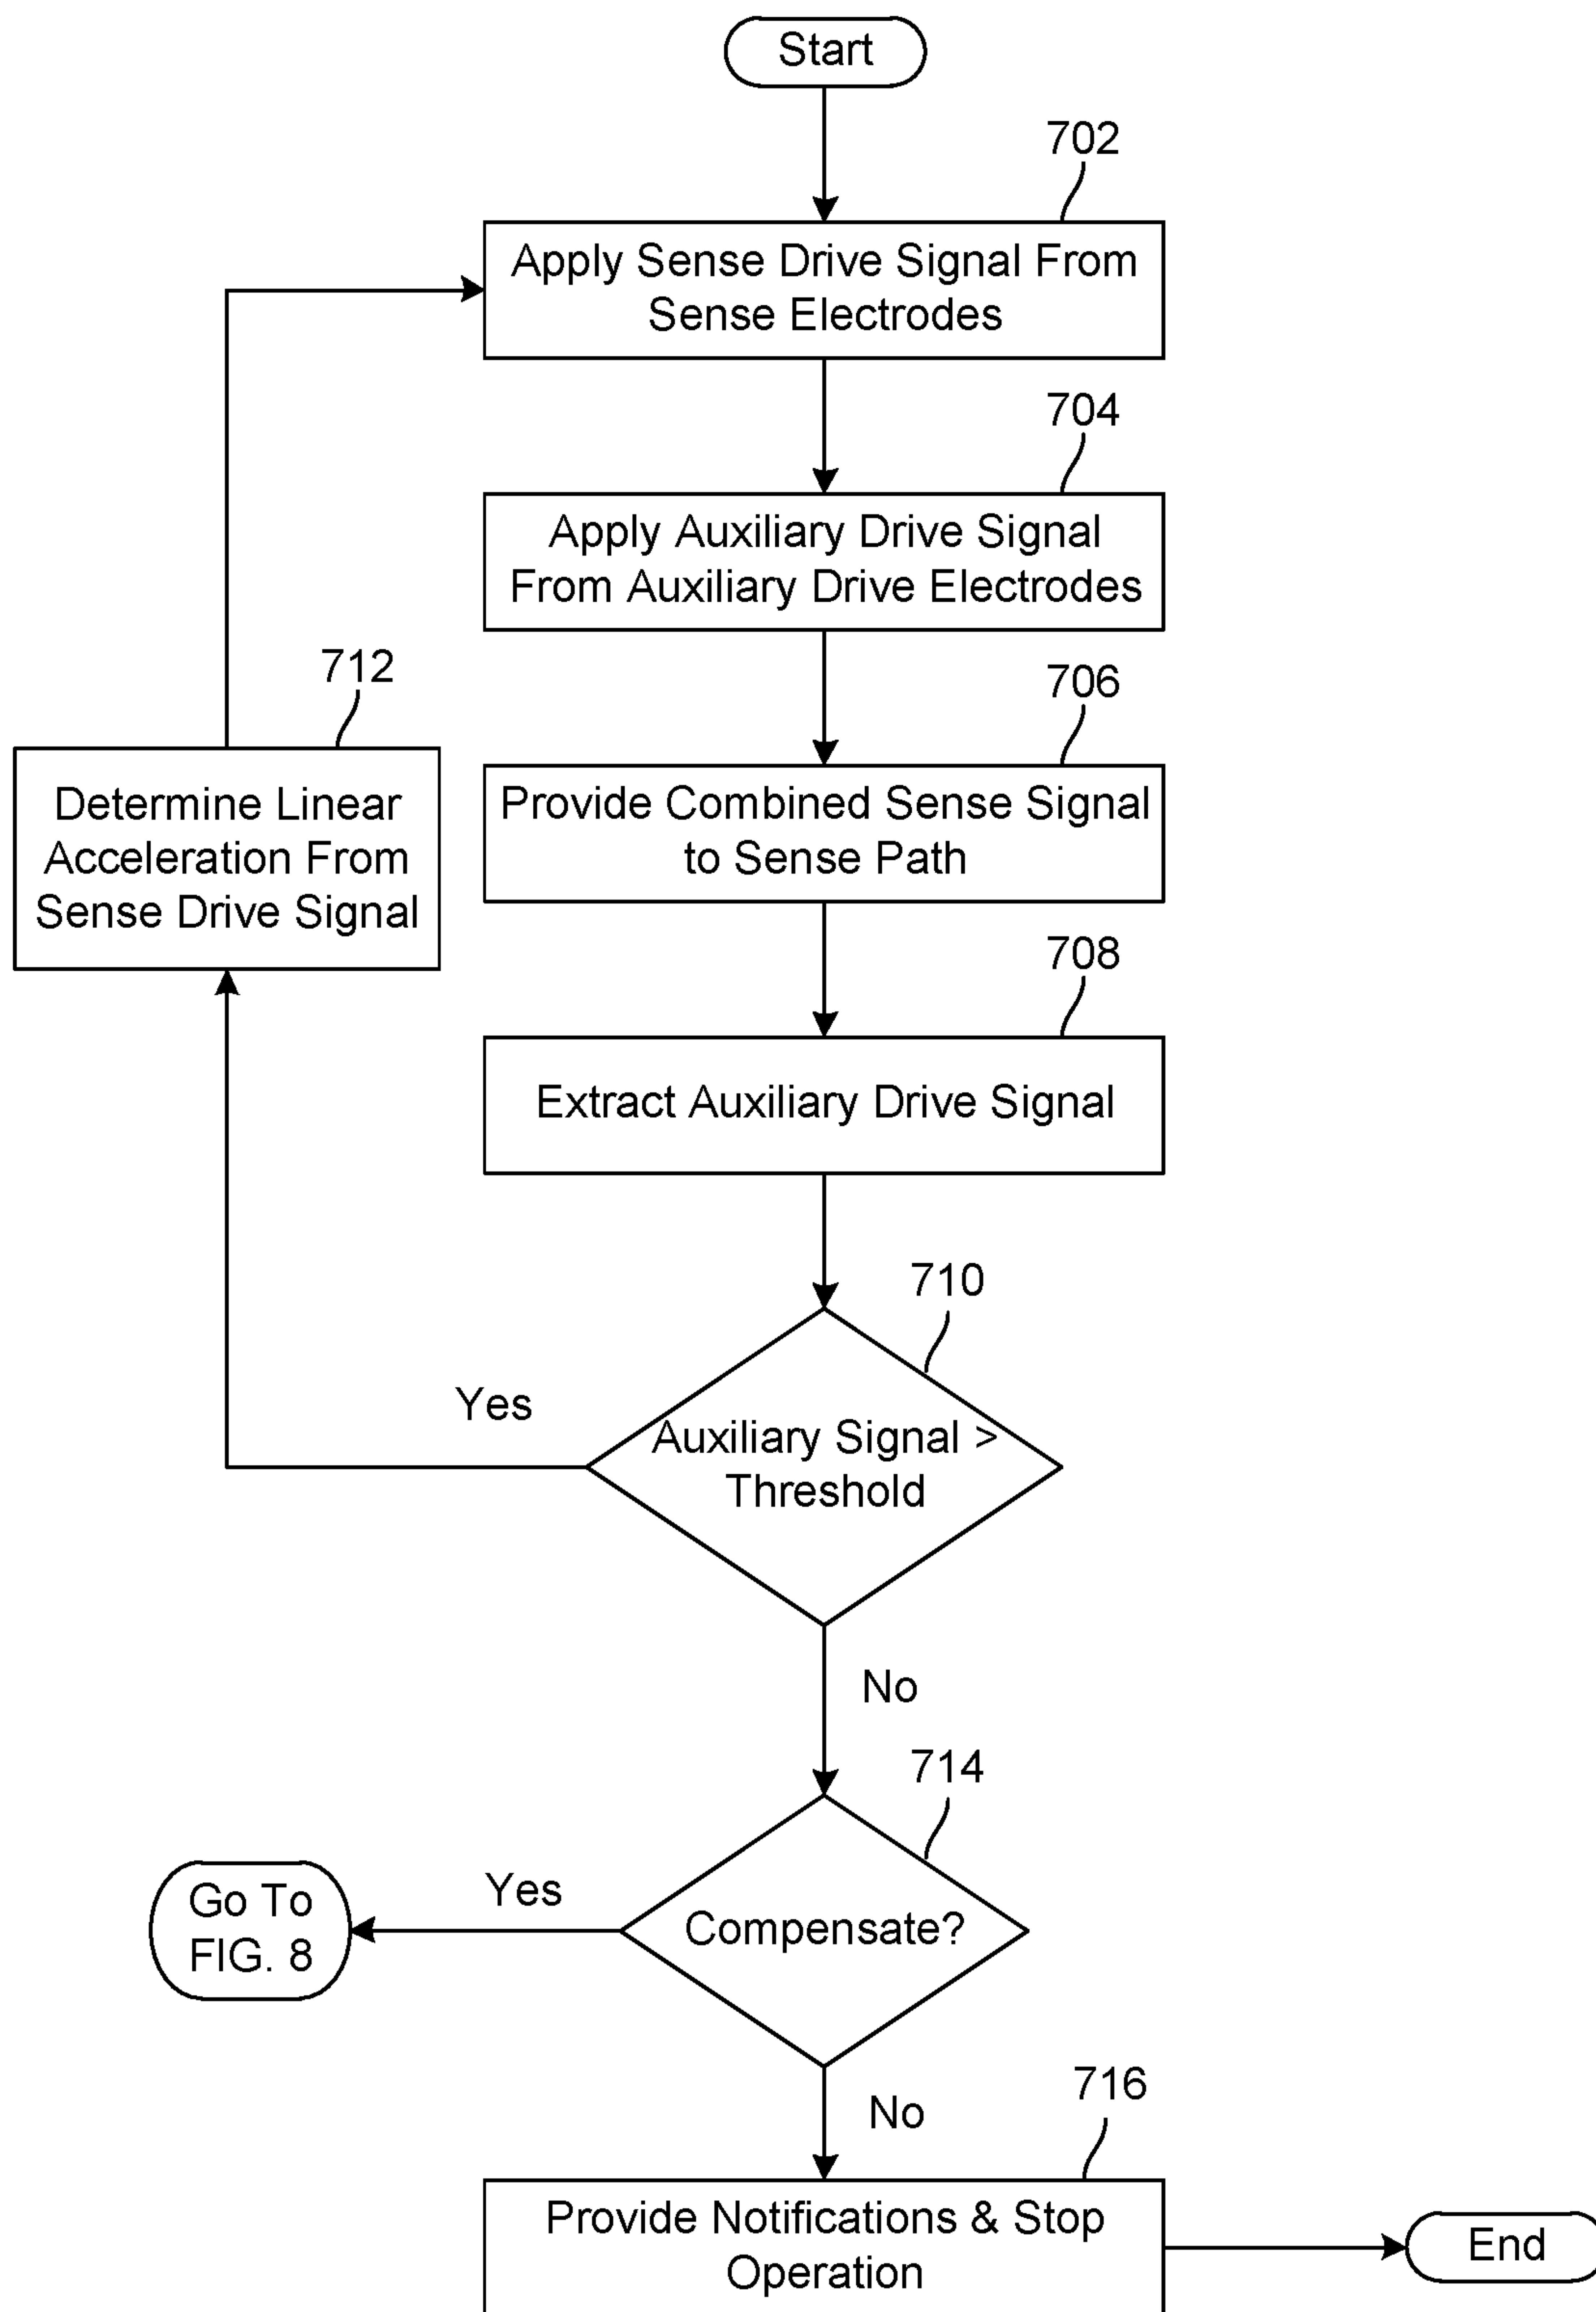 Start
702
Apply Sense Drive Signal From
Sense Electrodes
704
Apply Auxiliary Drive Signal
From Auxiliary Drive Electrodes
706
Provide Combined Sense Signal
to Sense Path
708
Extract Auxiliary Drive Signal
710
Auxiliary Signal >
Threshold
Yes
712
Determine Linear
Acceleration From
Sense Drive Signal
No
714
Compensate?
Yes
Go To
FIG. 8
No
716
Provide Notifications & Stop
Operation
End